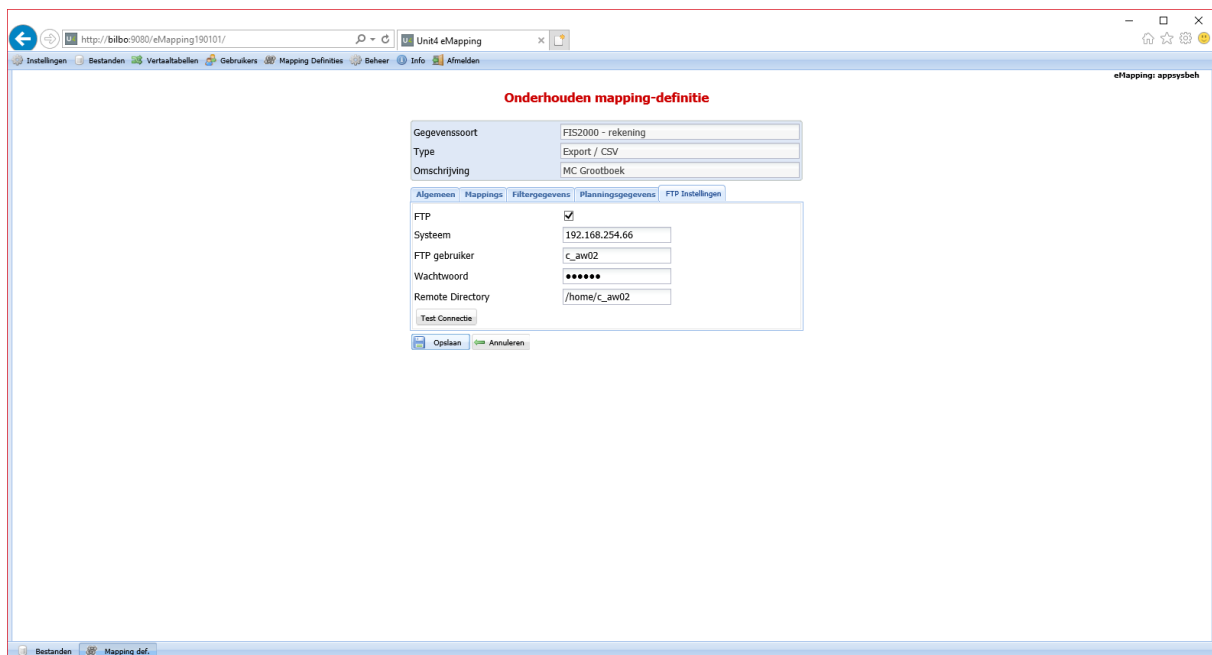 http://bilbo:9080/eMapping190101/
Unit4 eMapping
Instellingen Bestanden Vertaaltabellen Gebruikers Mapping Definities Beheer Info Afmelden
eMapping: appsysbeh
Onderhouden mapping-definitie
Gegevenssoort FIS2000 - rekening
Type Export / CSV
Omschrijving MC Grootboek
Algemeen Mappings Filtergegevens Planningsgegevens FTP Instellingen
FTP
Systeem 192.168.254.66
FTP gebruiker c_aw02
Wachtwoord ••••••
Remote Directory /home/c_aw02
Test Connectie
Opslaan Annuleren
Bestanden Mapping def.